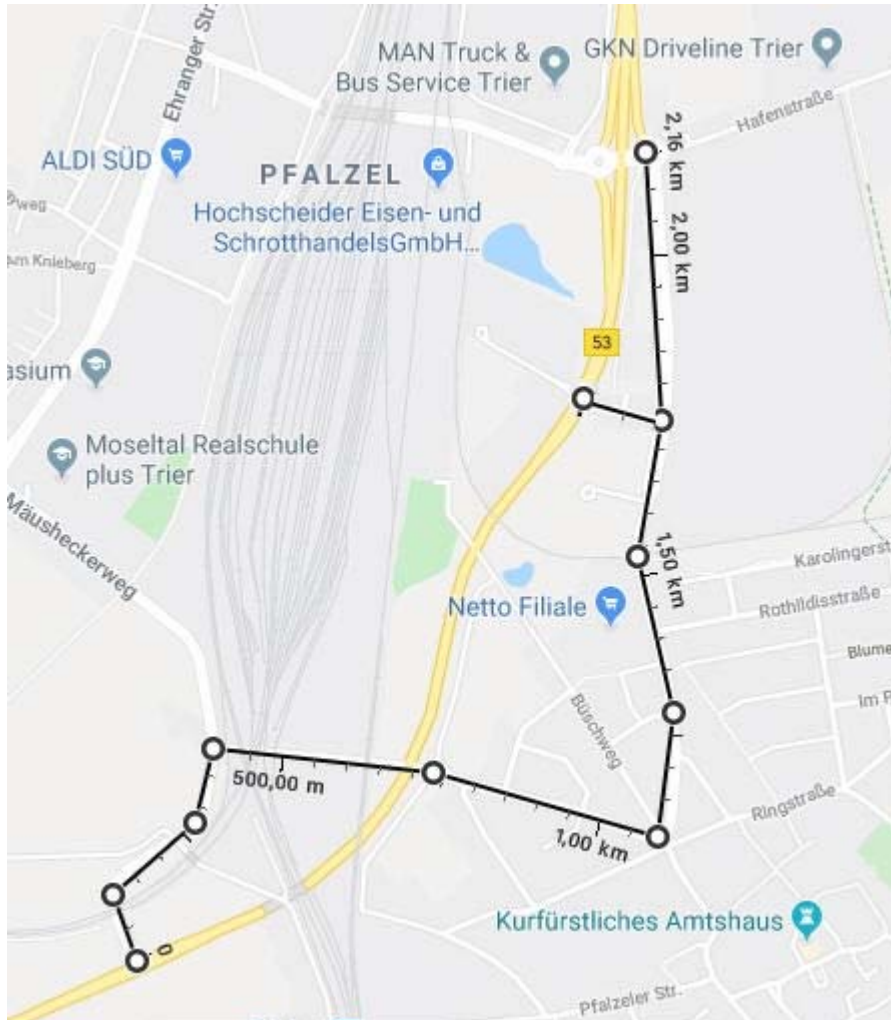 Ehranger Str.
MAN Truck &
Bus Service Trier
GKN Driveline Trier
Hafenstraße
2,16 km
ALDI SÜD
PFALZEL
Hochscheider Eisen- und
SchrotthandelsGmbH...
2,00 km
weg
m Knieberg
53
asium
Moseltal Realschule
plus Trier
Mäusheckerweg
1,50 km
Karolingerst
Netto Filiale
Rothildisstraße
Blume
Im F
Büschweg
500,00 m
Ringstraße
1,00 km
Kurfürstliches Amtshaus
0
Pfalzeler Str.